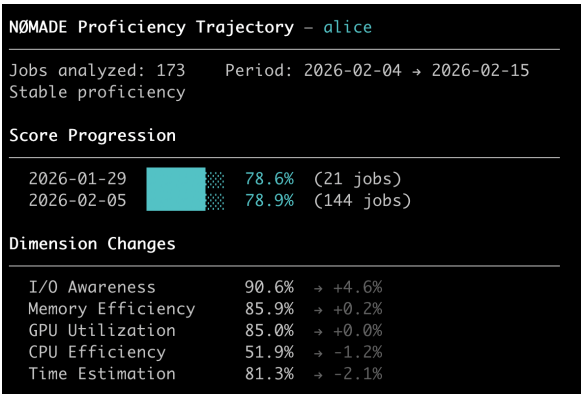 NØMADE Proficiency Trajectory — alice
Jobs analyzed: 173    Period: 2026-02-04 → 2026-02-15
Stable proficiency
Score Progression
2026-01-29 78.6% (21 jobs)
2026-02-05 78.9% (144 jobs)
Dimension Changes
I/O Awareness 90.6% → +4.6%
Memory Efficiency 85.9% → +0.2%
GPU Utilization 85.0% → +0.0%
CPU Efficiency 51.9% → -1.2%
Time Estimation 81.3% → -2.1%